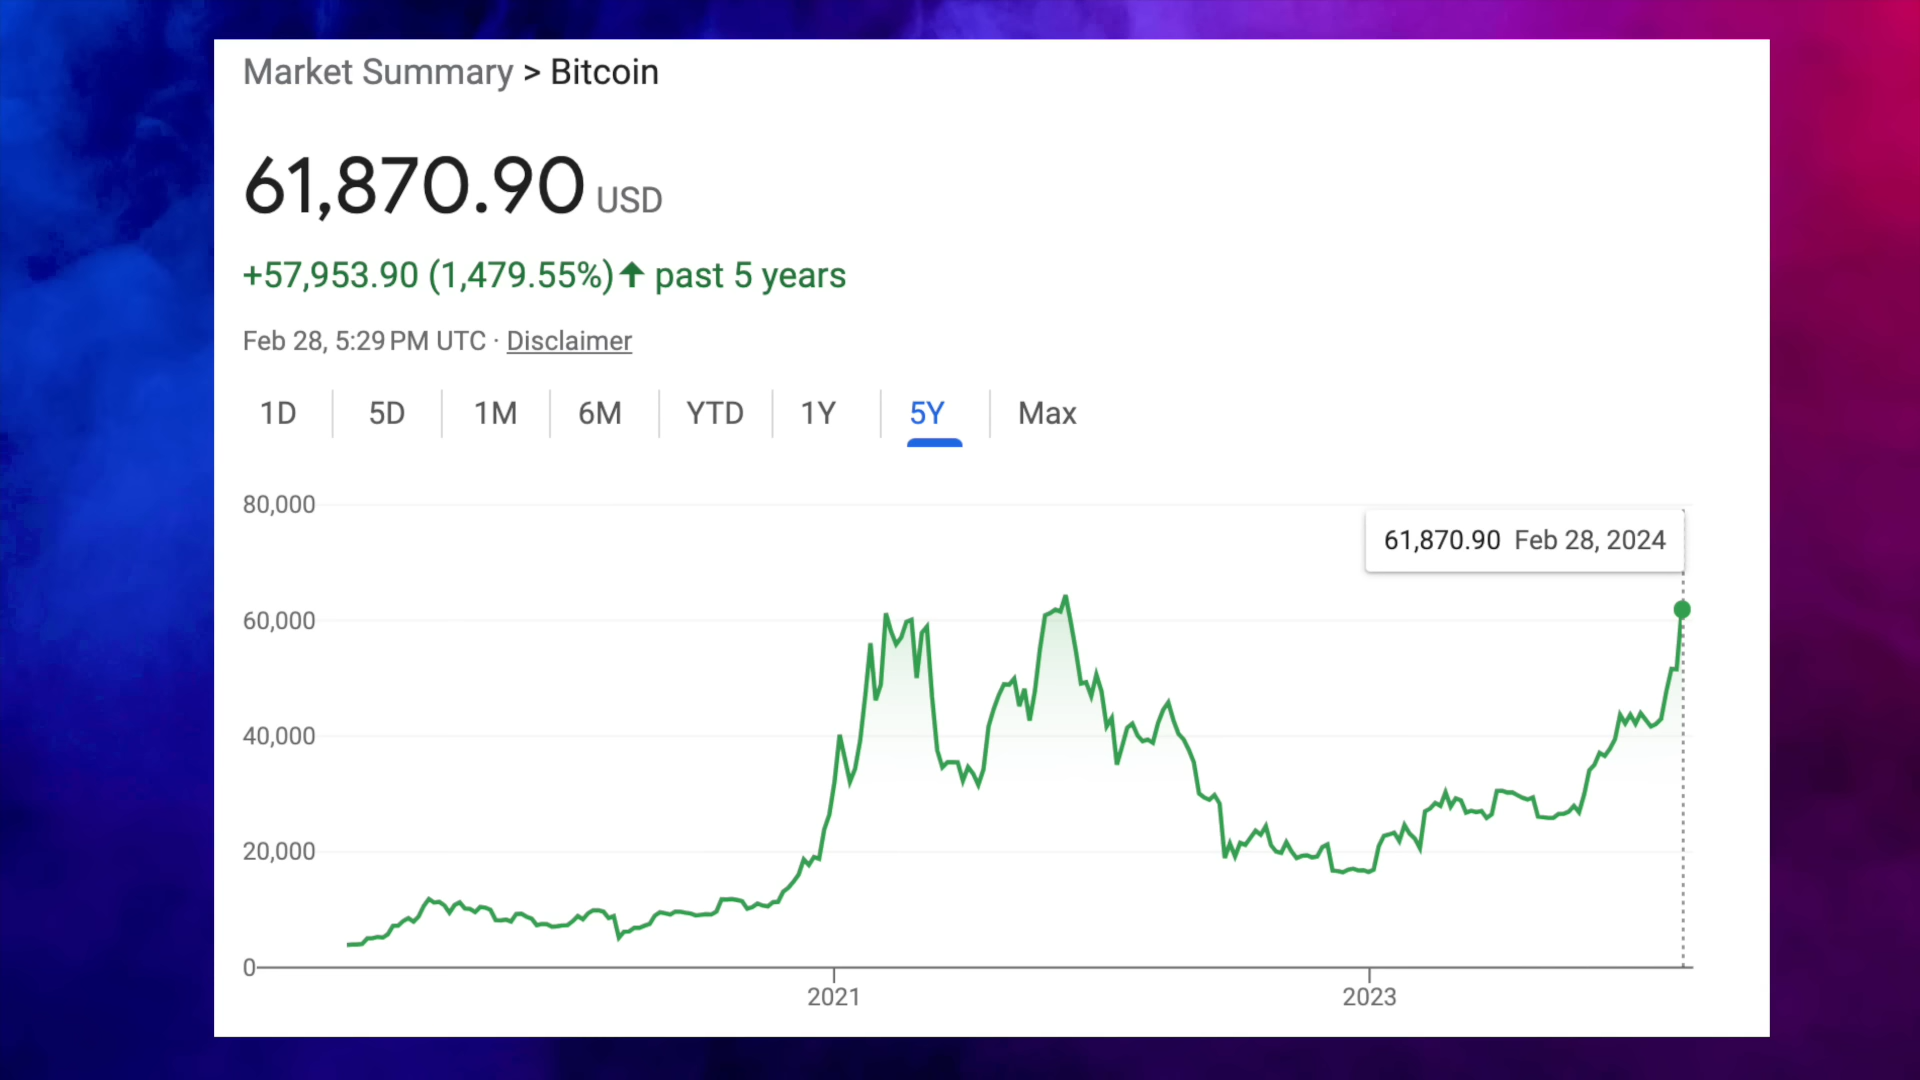 Market Summary > Bitcoin
61,870.90 USD
+57,953.90 (1,479.55%) ↑ past 5 years
Feb 28, 5:29 PM UTC · Disclaimer
1D 5D 1M 6M YTD 1Y 5Y Max
80,000
61,870.90 Feb 28, 2024
60,000
40,000
20,000
0
2021 2023